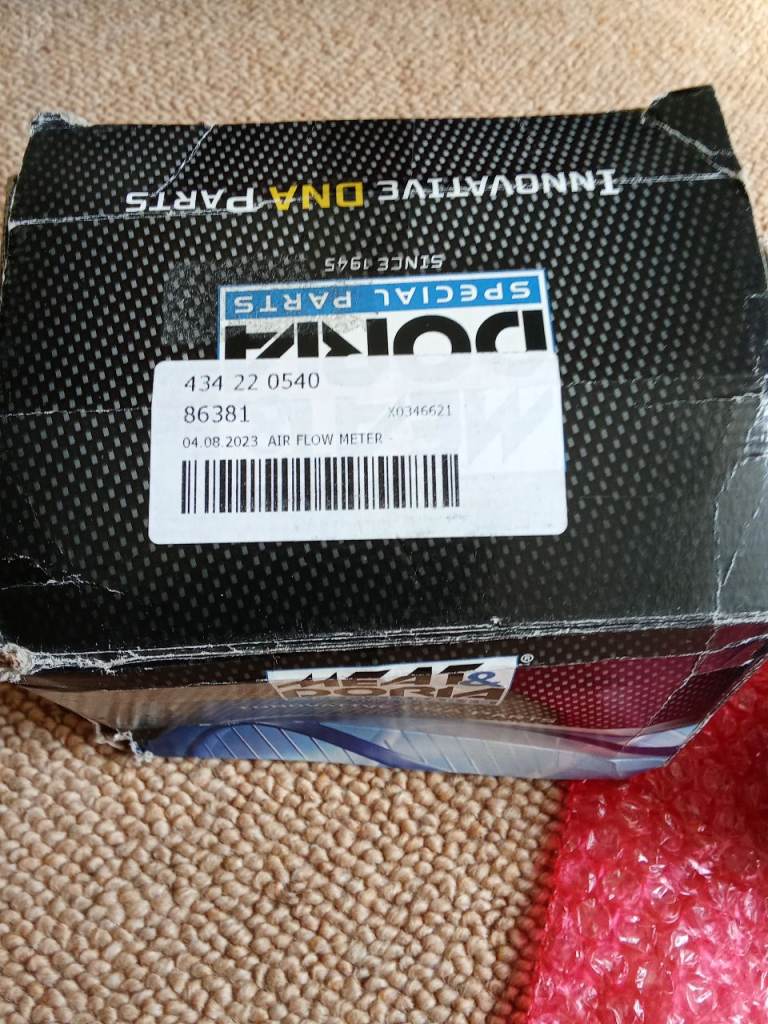 INNOVATIVE DNA PARTS
SINCE 1945
SPECIAL PARTS
DORIA
434 22 0540
86381 X0346621
04.08.2023 AIR FLOW METER -
MEAT &
DORIA
®